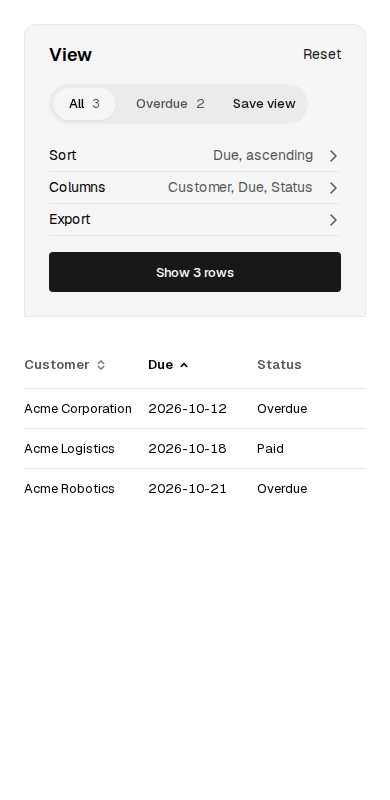 View Reset
All 3 Overdue 2 Save view
Sort Due, ascending
Columns Customer, Due, Status
Export
Show 3 rows
Customer Due Status
Acme Corporation 2026-10-12 Overdue
Acme Logistics 2026-10-18 Paid
Acme Robotics 2026-10-21 Overdue